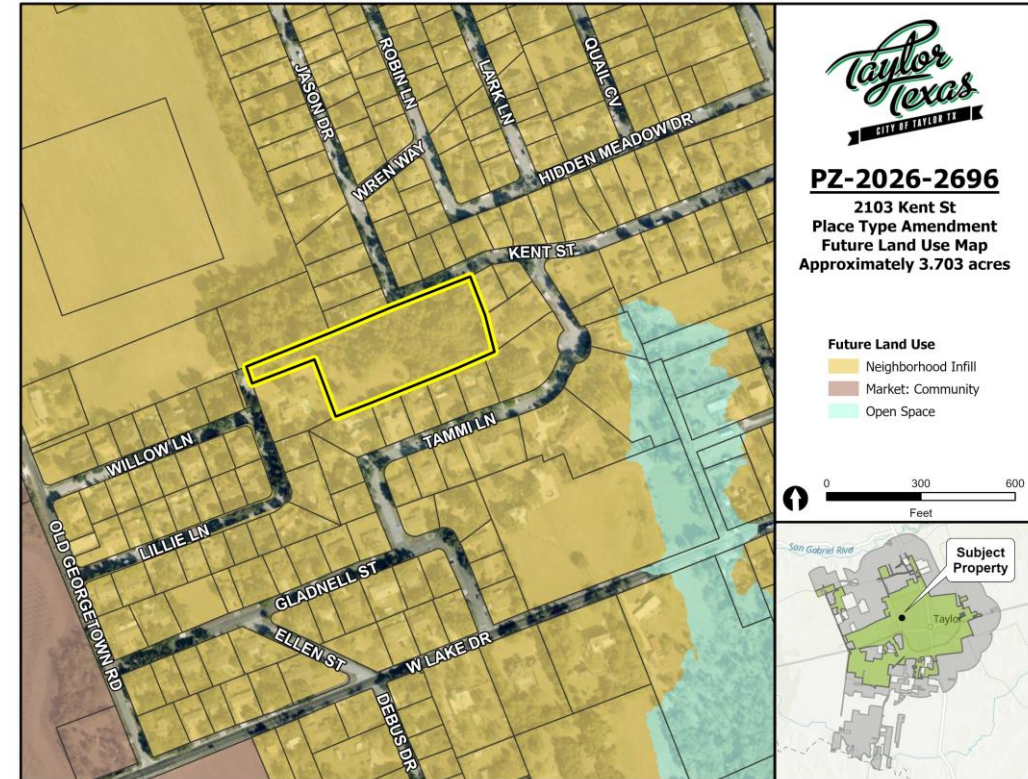 JASON DR
ROBIN LN
LARK LN
QUAIL CV
WREN WAY
HIDDEN MEADOW DR
KENT ST
TAMMI LN
WILLOW LN
LILLIE LN
OLD GEORGETOWN RD
GLADNELL ST
ELLEN ST
W LAKE DR
DEBUS DR
Taylor
Texas
CITY OF TAYLOR TX
PZ-2026-2696
2103 Kent St
Place Type Amendment
Future Land Use Map
Approximately 3.703 acres
Future Land Use
Neighborhood Infill
Market: Community
Open Space
0 300 600
Feet
San Gabriel Rive
Subject
Property
Taylor